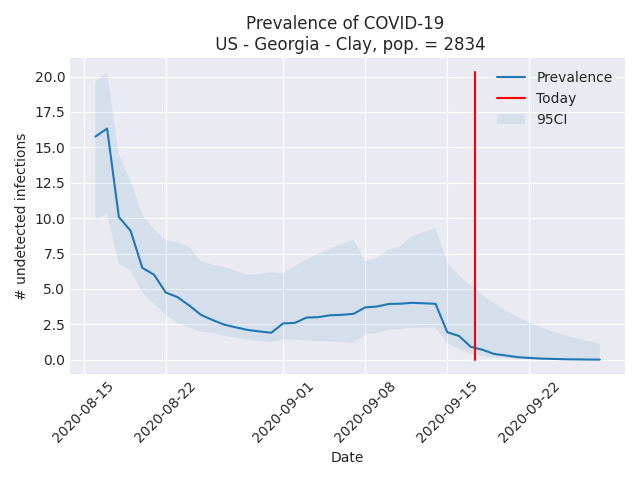 Prevalence of COVID-19
US - Georgia - Clay, pop. = 2834
20.0
17.5
15.0
12.5
10.0
7.5
5.0
2.5
0.0
# undetected infections
Prevalence
Today
95CI
2020-08-15
2020-08-22
2020-09-01
2020-09-08
2020-09-15
2020-09-22
Date